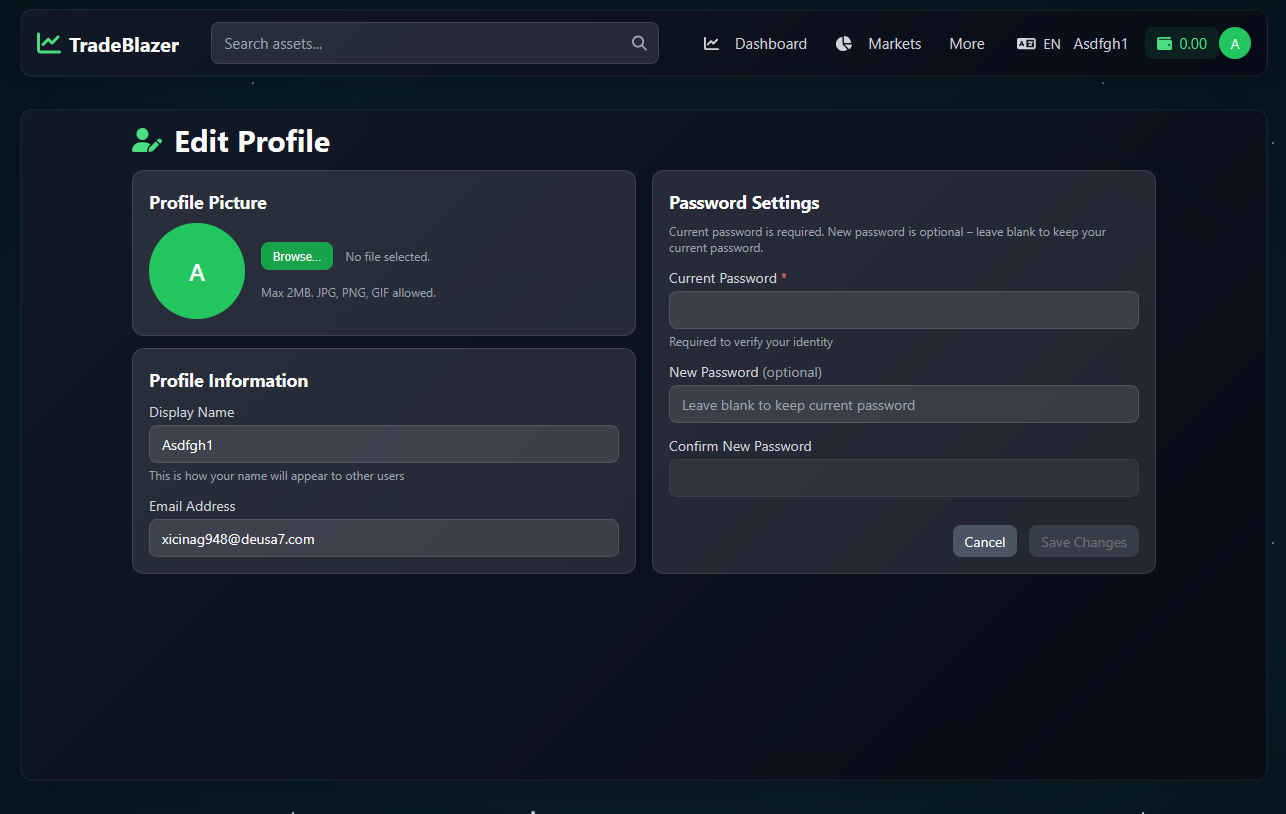 TradeBlazer
Search assets...
Dashboard
Markets
More
EN
Asdfgh1
0.00
A
Edit Profile
Profile Picture
A
Browse...
No file selected.
Max 2MB. JPG, PNG, GIF allowed.
Profile Information
Display Name
Asdfgh1
This is how your name will appear to other users
Email Address
xicinag948@deusa7.com
Password Settings
Current password is required. New password is optional – leave blank to keep your
current password.
Current Password *
Required to verify your identity
New Password (optional)
Leave blank to keep current password
Confirm New Password
Cancel
Save Changes